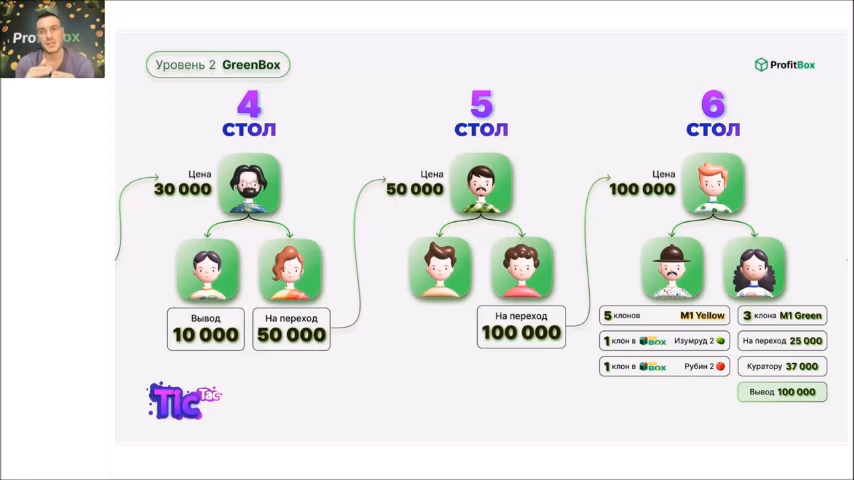 Уровень 2 GreenBox
ProfitBox
4
СТОЛ
Цена
30 000
Вывод
10 000
На переход
50 000
5
СТОЛ
Цена
50 000
На переход
100 000
6
СТОЛ
Цена
100 000
5 клонов M1 Yellow
1 клон в BOX Изумруд 2
1 клон в BOX Рубин 2
3 клона M1 Green
На переход 25 000
Куратору 37 000
Вывод 100 000
Tic Tac